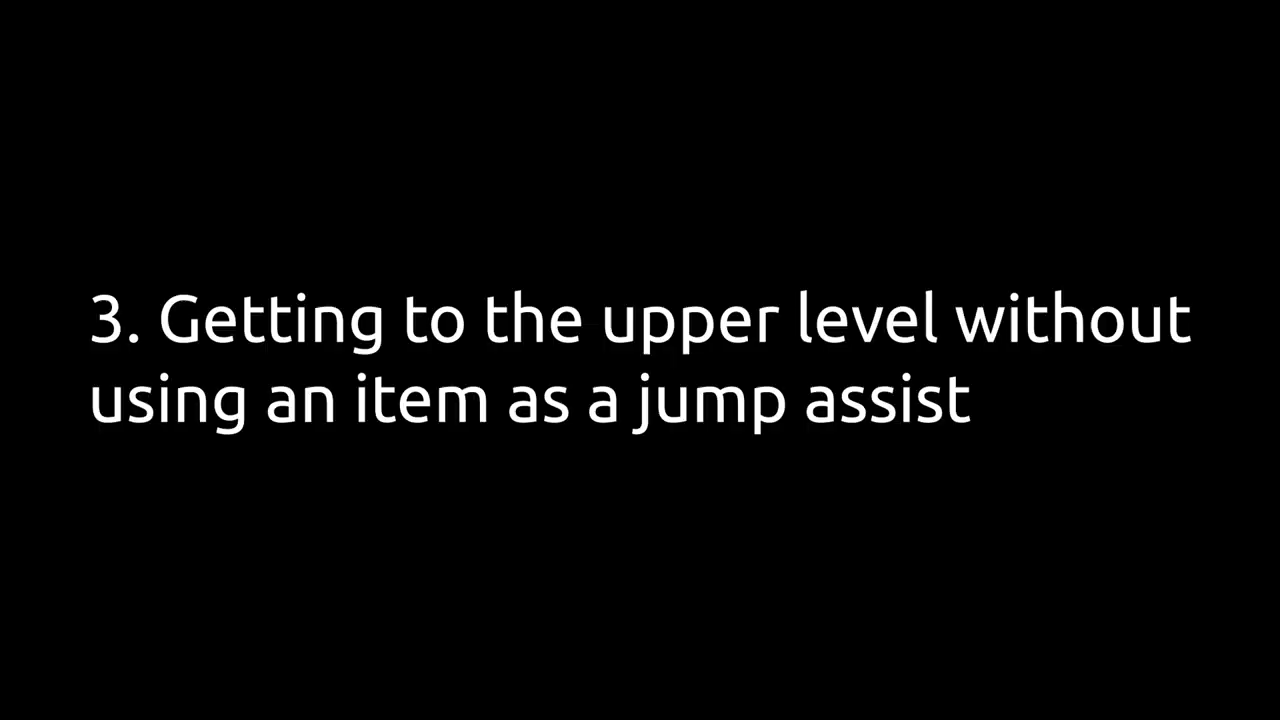 3. Getting to the upper level without
using an item as a jump assist